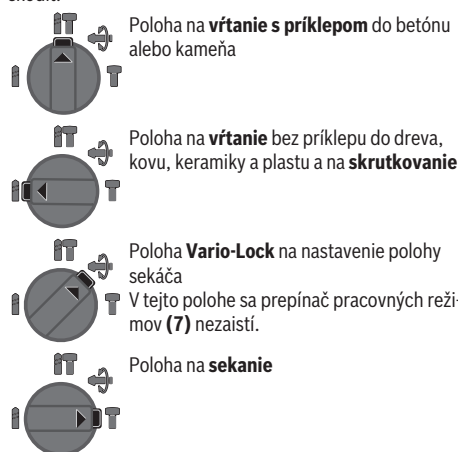 Poloha na vŕtanie s príklepom do betónu
alebo kameňa
Poloha na vŕtanie bez príklepu do dreva,
kovu, keramiky a plastu a na skrutkovanie
Poloha Vario-Lock na nastavenie polohy
sekáča
V tejto polohe sa prepínač pracovných reži-
mov (7) nezaistí.
Poloha na sekanie